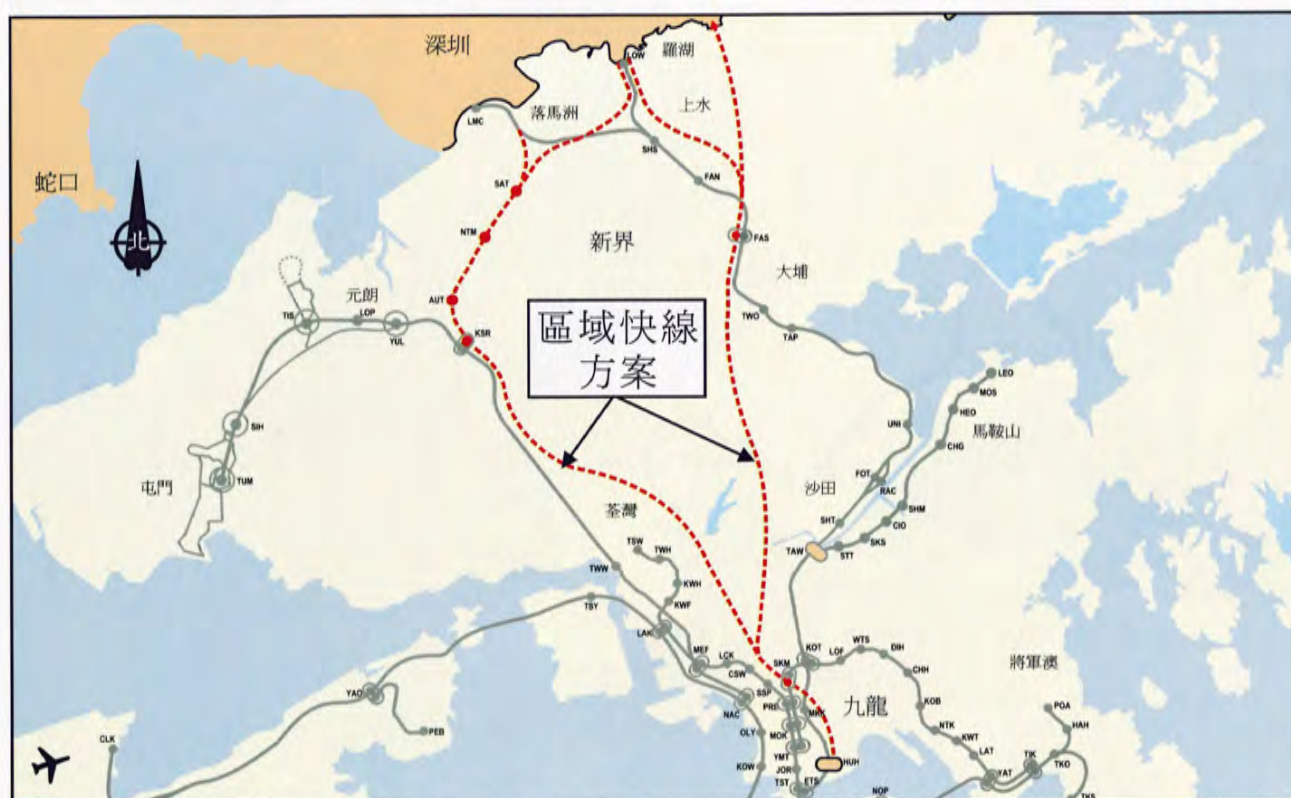 深圳
羅湖
LOW
上水
落馬洲
LMC
SHS
蛇口
SAT
FAN
北
NTM
新界
FAS
大埔
元朗
AUT
TIS
LOP
YUL
KSR
TWO
TAP
區域快線
方案
LEO
MOS
HEO
CHG
馬鞍山
UNI
SIH
TUM
屯門
FOT
RAC
沙田
SHM
荃灣
SHT
CIO
SKS
STT
TAW
TSW
TWH
TWW
KWH
KWF
TSY
LAK
MEF
LCK
CSW
SKM
KOT
LOF
WTS
DIH
CHH
將軍澳
SSP
PRE
YAO
NAC
MKK
九龍
KOB
POA
HAH
PEB
OLY
MOK
NTK
KWT
CLK
YMT
LAT
TIK
TKO
KOW
JOR
HUH
YAT
TST
ETS
NOP
TKS